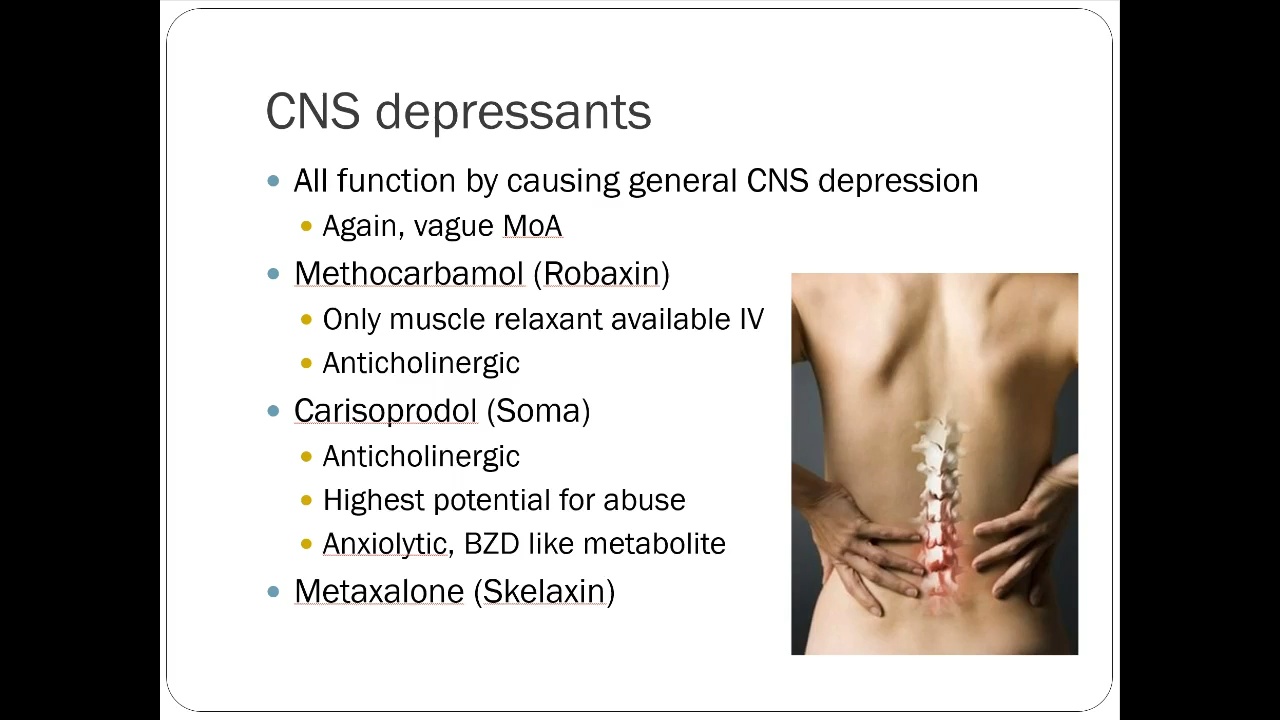 CNS depressants
All function by causing general CNS depression
Again, vague MoA
Methocarbamol (Robaxin)
Only muscle relaxant available IV
Anticholinergic
Carisoprodol (Soma)
Anticholinergic
Highest potential for abuse
Anxiolytic, BZD like metabolite
Metaxalone (Skelaxin)